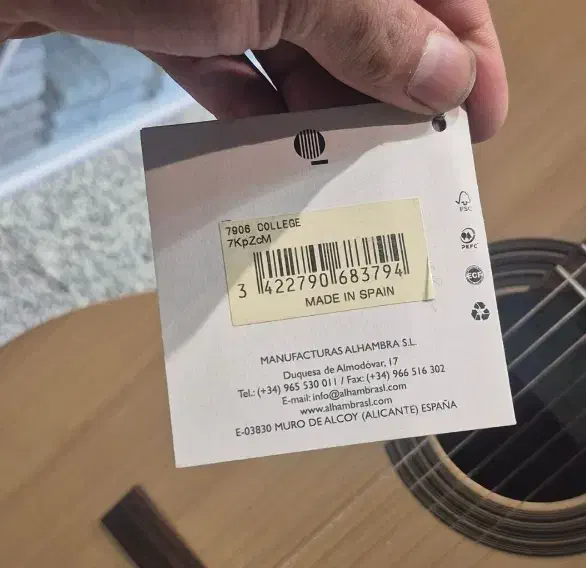 7906 COLLEGE
7KpZcM
3 422790 683794
MADE IN SPAIN
FSC
PKFC
ECF
MANUFACTURAS ALHAMBRA S.L.
Duquesa de Almodóvar, 17
Tel.: (+34) 965 530 011 / Fax: (+34) 966 516 302
E-mail: info@alhambrasl.com
www.alhambrasl.com
E-03830 MURO DE ALCOY (ALICANTE) ESPAÑA